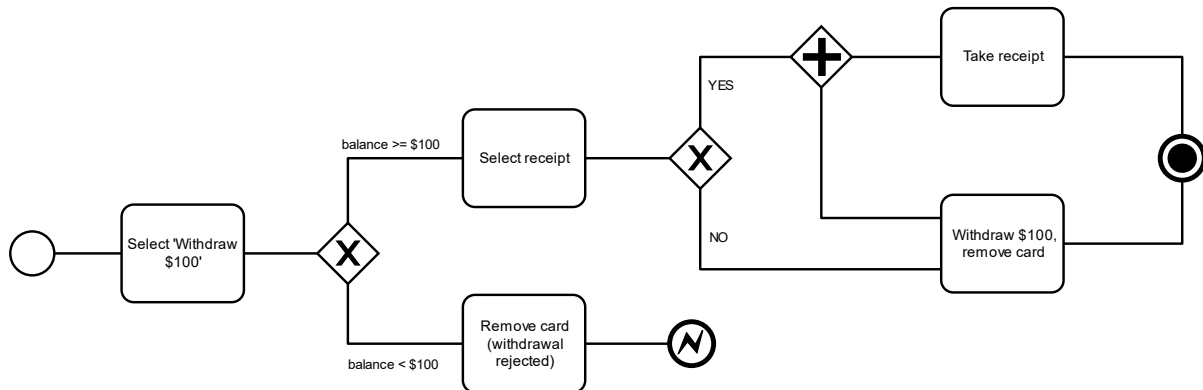 Take receipt
YES
balance >= $100
Select receipt
Select 'Withdraw
$100'
NO
Withdraw $100,
remove card
Remove card
(withdrawal
rejected)
balance < $100